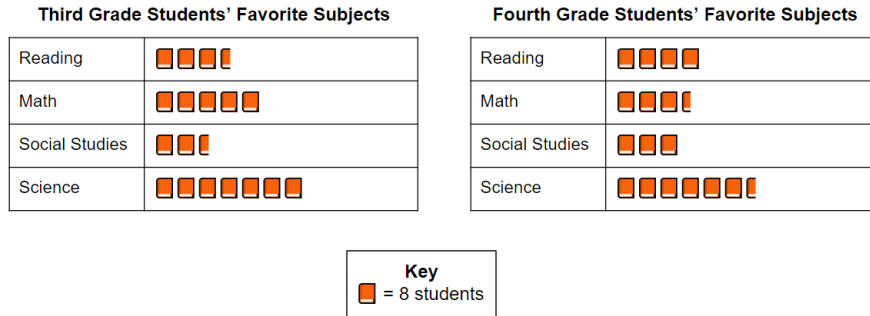 Third Grade Students’ Favorite Subjects
Reading
Math
Social Studies
Science
Fourth Grade Students’ Favorite Subjects
Reading
Math
Social Studies
Science
Key
= 8 students